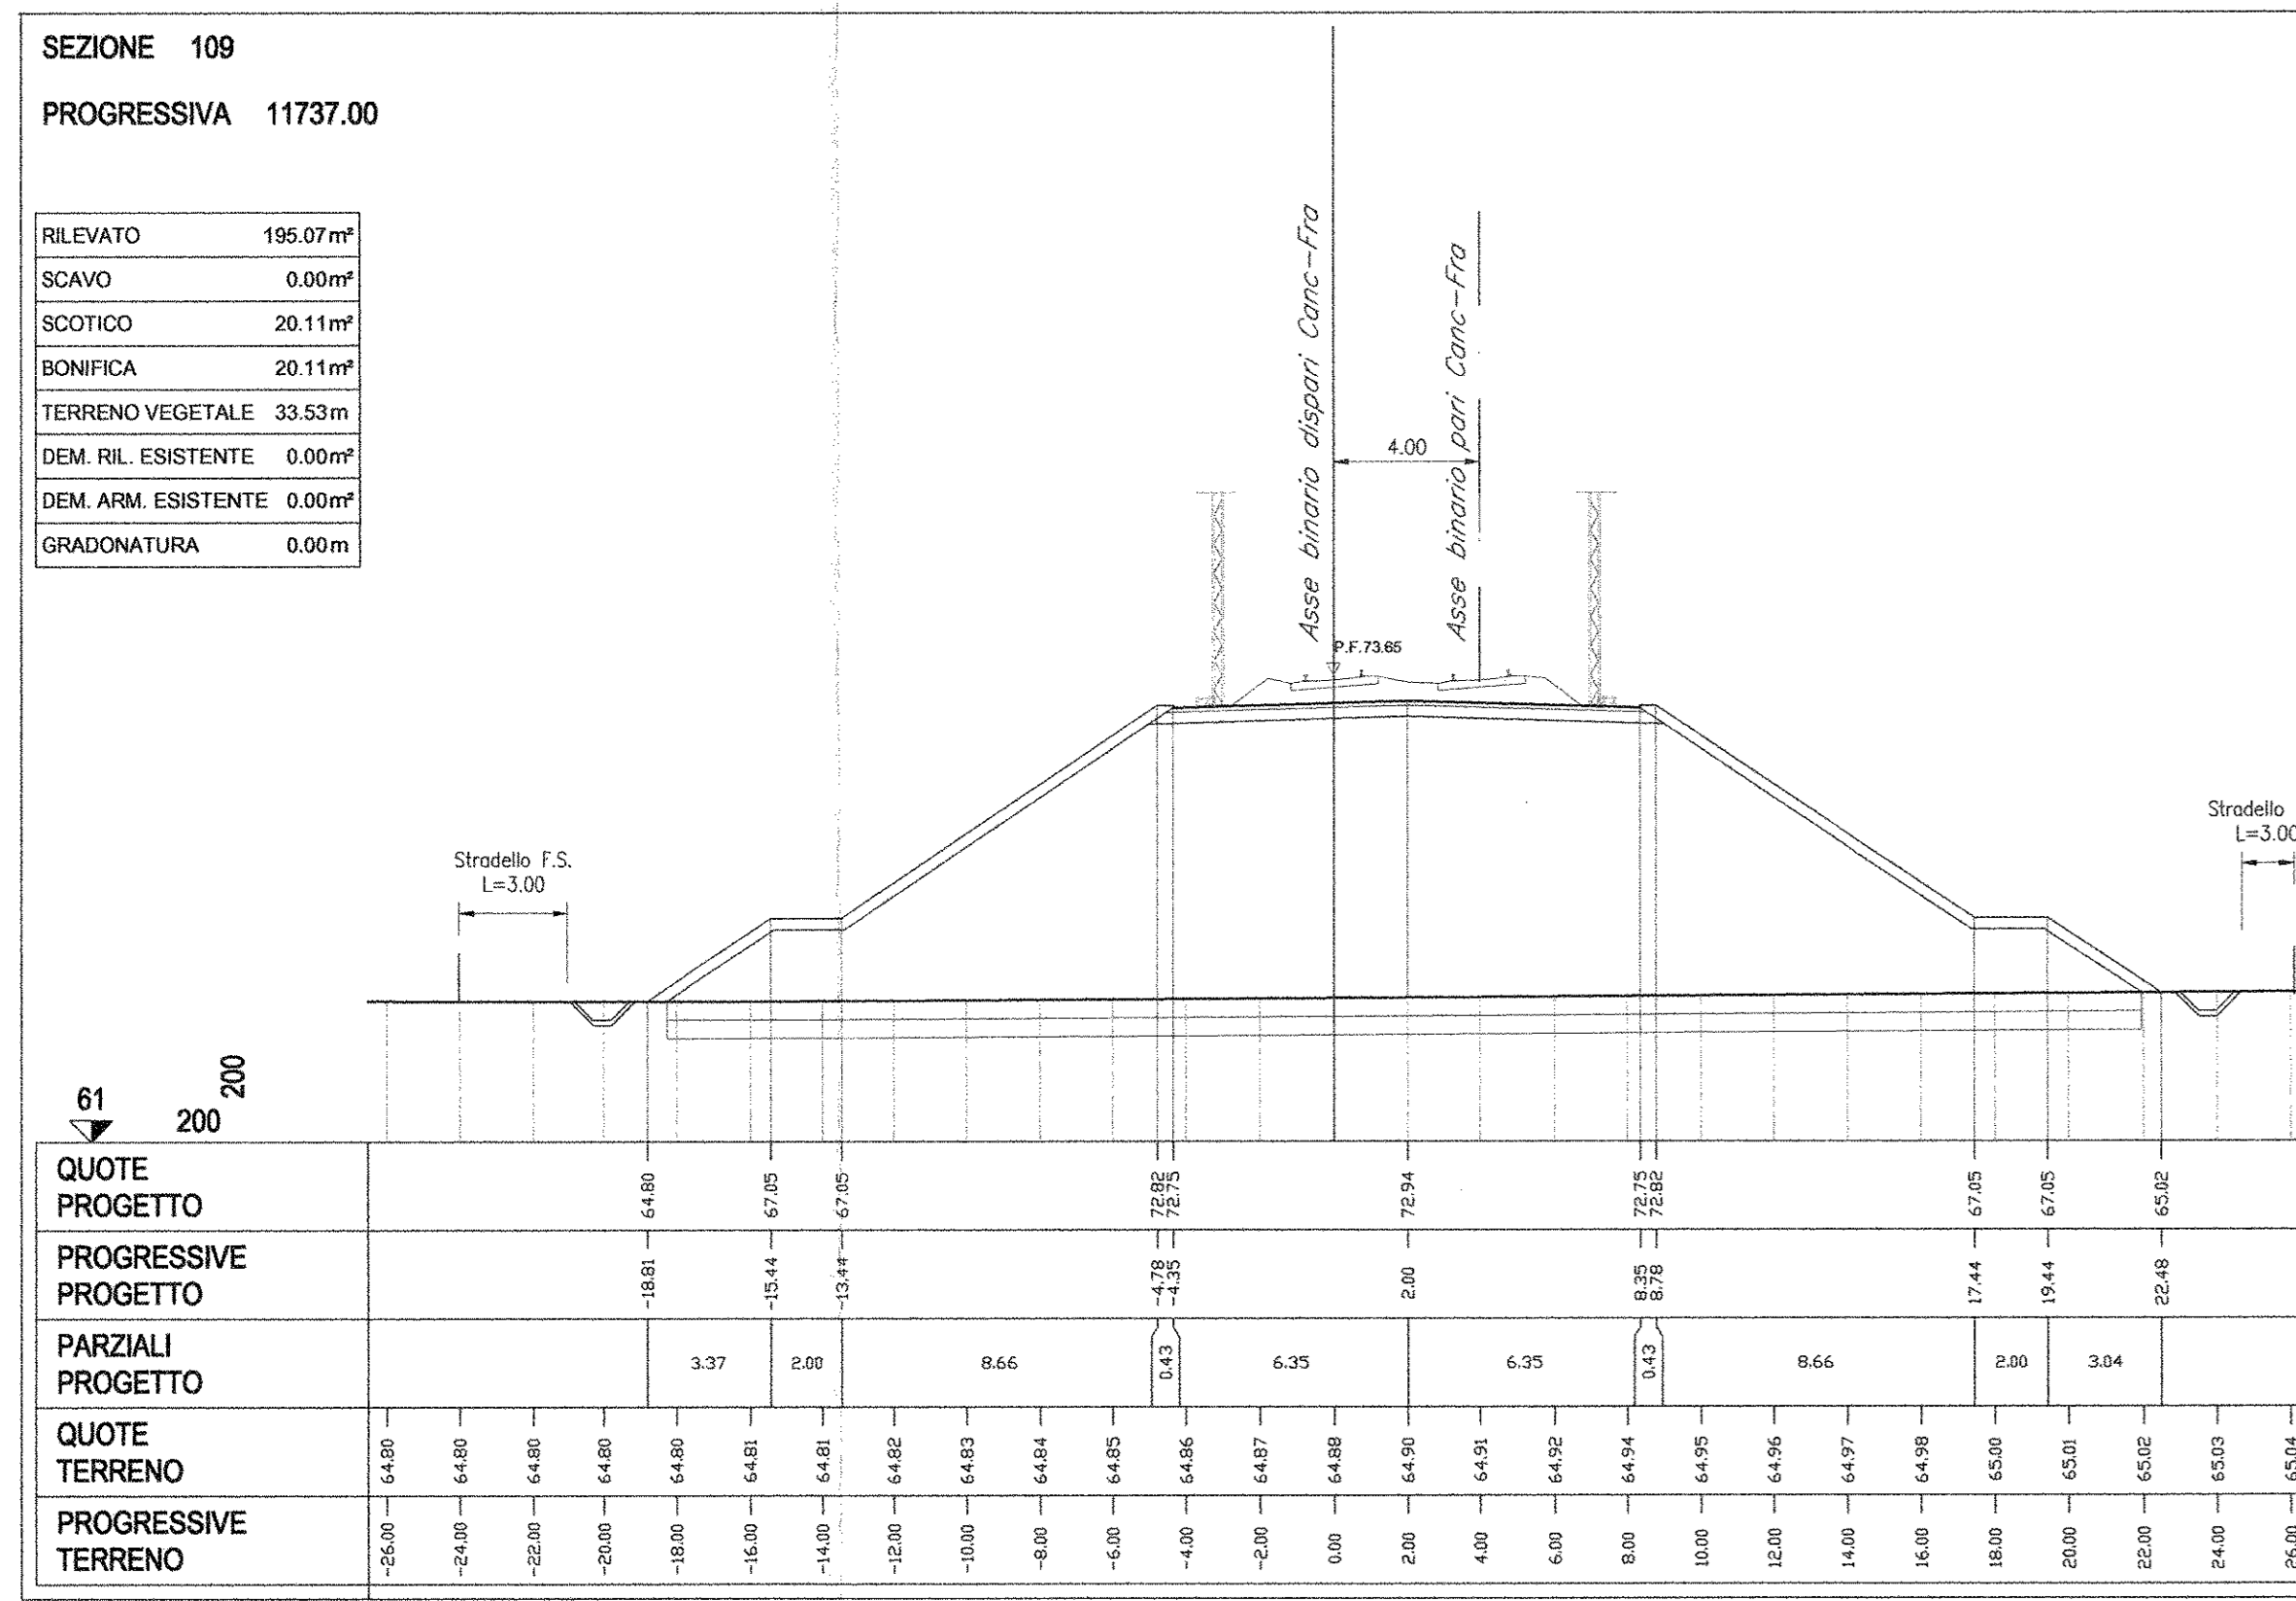 SEZIONE 109
PROGRESSIVA 11737.00
RILEVATO 195.07m²
SCAVO 0.00m²
SCOTICO 20.11m²
BONIFICA 20.11m²
TERRENO VEGETALE 33.53m
DEM. RIL. ESISTENTE 0.00m²
DEM. ARM. ESISTENTE 0.00m²
GRADONATURA 0.00m
Asse binario dispari Canc-Fra
Asse binario pari Canc-Fra
4.00
P.F.73.65
Stradello F.S.
L=3.00
Stradello
L=3.00
61
200
200
QUOTE
PROGETTO
64.80 67.05 67.05 72.82 72.75 72.94 72.75 72.82 67.05 67.05 65.02
PROGRESSIVE
PROGETTO
-18.81 -15.44 -13.44 -4.78 -4.35 2.00 8.35 8.78 17.44 19.44 22.48
PARZIALI
PROGETTO
3.37 2.00 8.66 0.43 6.35 6.35 0.43 8.66 2.00 3.04
QUOTE
TERRENO
64.80 64.80 64.80 64.80 64.80 64.81 64.81 64.82 64.83 64.84 64.85 64.86 64.87 64.88 64.90 64.91 64.92 64.94 64.95 64.96 64.97 64.98 65.00 65.01 65.02 65.03 65.04
PROGRESSIVE
TERRENO
-26.00 -24.00 -22.00 -20.00 -18.00 -16.00 -14.00 -12.00 -10.00 -8.00 -6.00 -4.00 -2.00 0.00 2.00 4.00 6.00 8.00 10.00 12.00 14.00 16.00 18.00 20.00 22.00 24.00 26.00